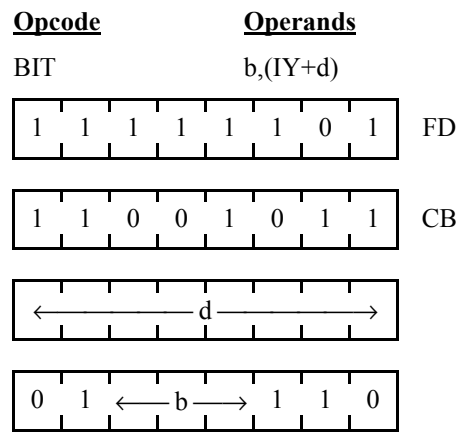 Opcode Operands
BIT b,(IY+d)
1 1 1 1 1 1 0 1 FD
1 1 0 0 1 0 1 1 CB
d
0 1 b 1 1 0